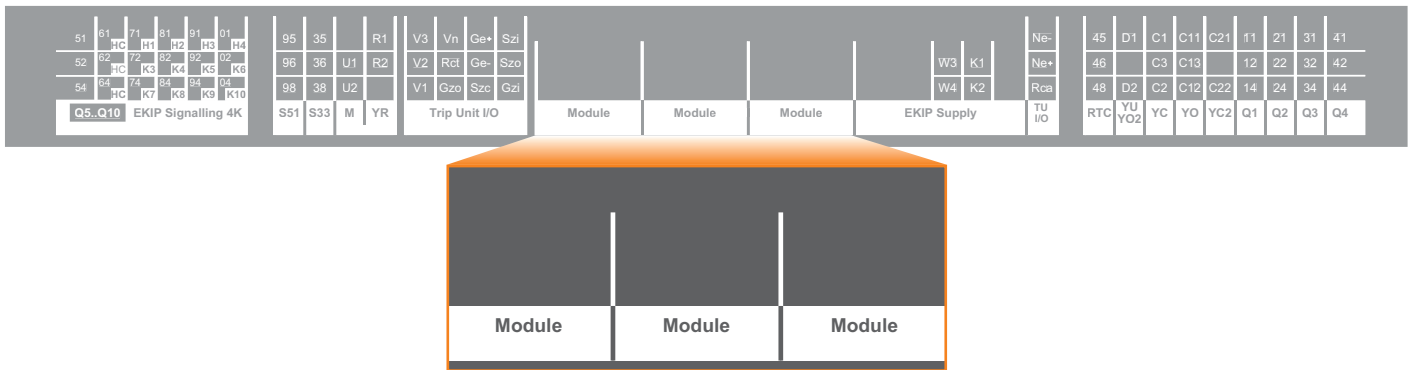 51 61 HC 71 H1 81 H2 91 H3 01 H4 95 35 R1 V3 Vn Ge+ Szi Ne- 45 D1 C1 C11 C21 11 21 31 41
52 62 HC 72 K3 82 K4 92 K5 02 K6 96 36 U1 R2 V2 Rct Ge- Szo W3 K1 Ne+ 46 C3 C13 12 22 32 42
54 64 HC 74 K7 84 K8 94 K9 04 K10 98 38 U2 V1 Gzo Szc Gzi W4 K2 Rca 48 D2 C2 C12 C22 14 24 34 44
Q5..Q10 EKIP Signalling 4K S51 S33 M YR Trip Unit I/O Module Module Module EKIP Supply TU I/O RTC YU YO2 YC YO YC2 Q1 Q2 Q3 Q4
Module Module Module